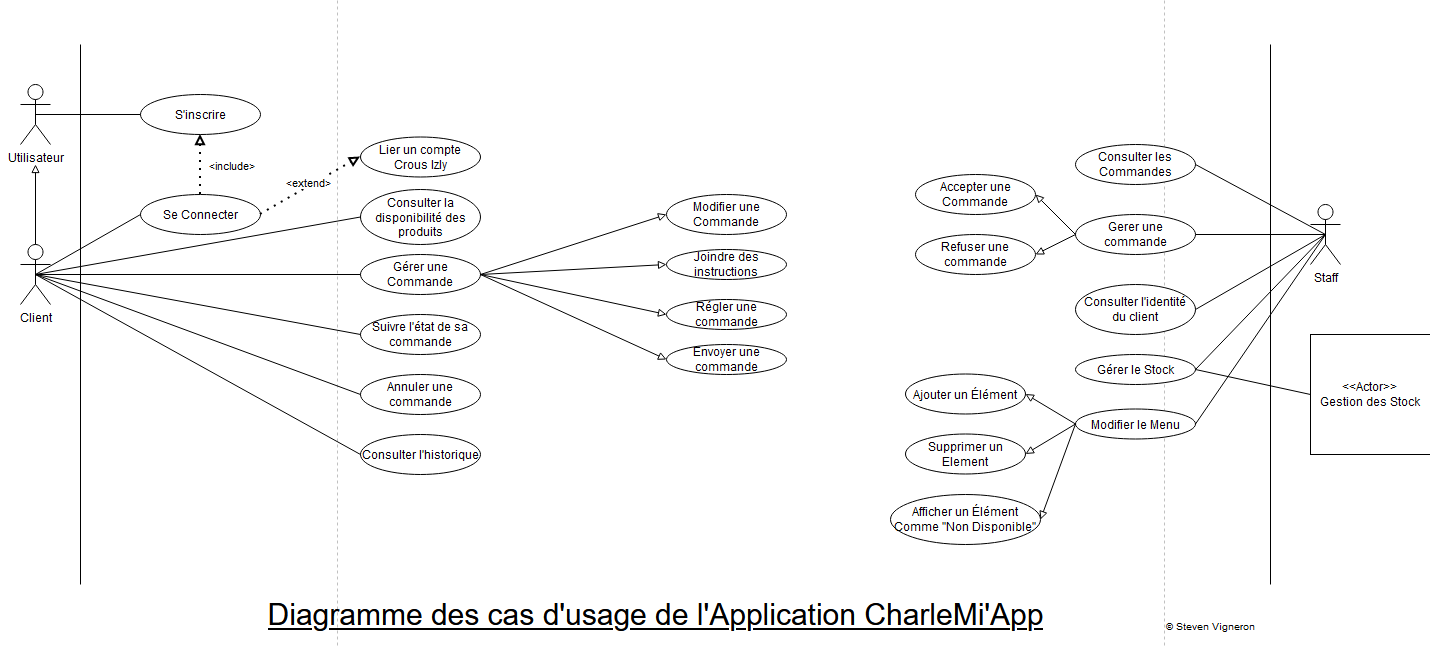 Utilisateur
Client
S'inscrire
<include>
Se Connecter
<extend>
Lier un compte
Crous Izly
Consulter la
disponibilité des
produits
Gérer une
Commande
Suivre l'état de sa
commande
Annuler une
commande
Consulter l'historique
Modifier une
Commande
Joindre des
instructions
Régler une
commande
Envoyer une
commande
Accepter une
Commande
Refuser une
commande
Consulter les
Commandes
Gerer une
commande
Consulter l'identité
du client
Gérer le Stock
Modifier le Menu
Ajouter un Élément
Supprimer un
Element
Afficher un Élément
Comme "Non Disponible"
Staff
<<Actor>>
Gestion des Stock
Diagramme des cas d'usage de l'Application CharleMi'App
© Steven Vigneron